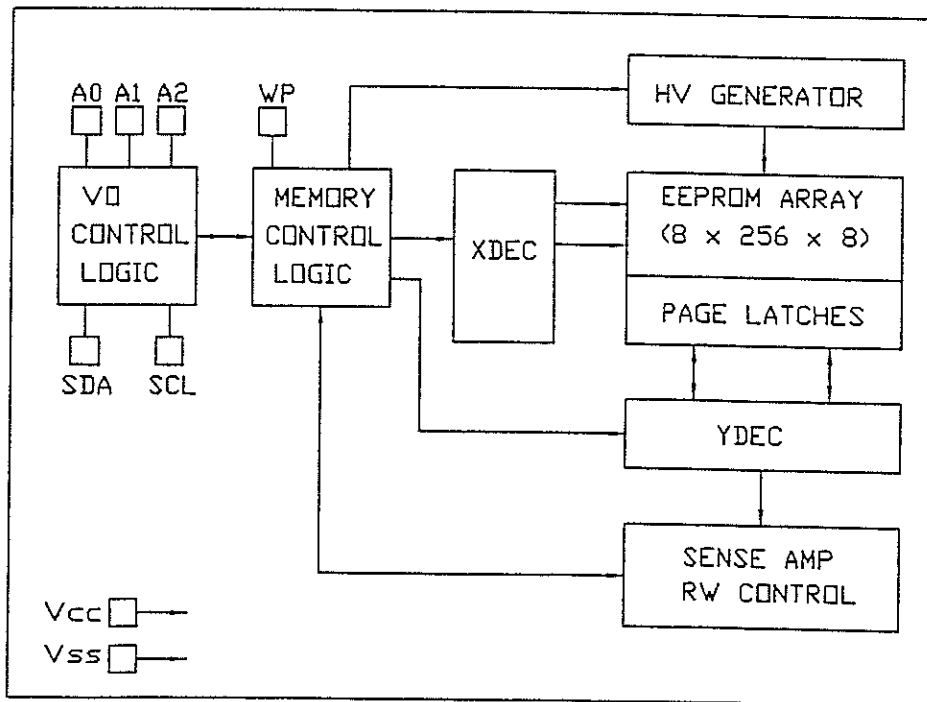 A0 A1 A2
WP
HV GENERATOR
VO
CONTROL
LOGIC
MEMORY
CONTROL
LOGIC
XDEC
EEPROM ARRAY
(8 x 256 x 8)
PAGE LATCHES
SDA
SCL
YDEC
SENSE AMP
RW CONTROL
Vcc
Vss